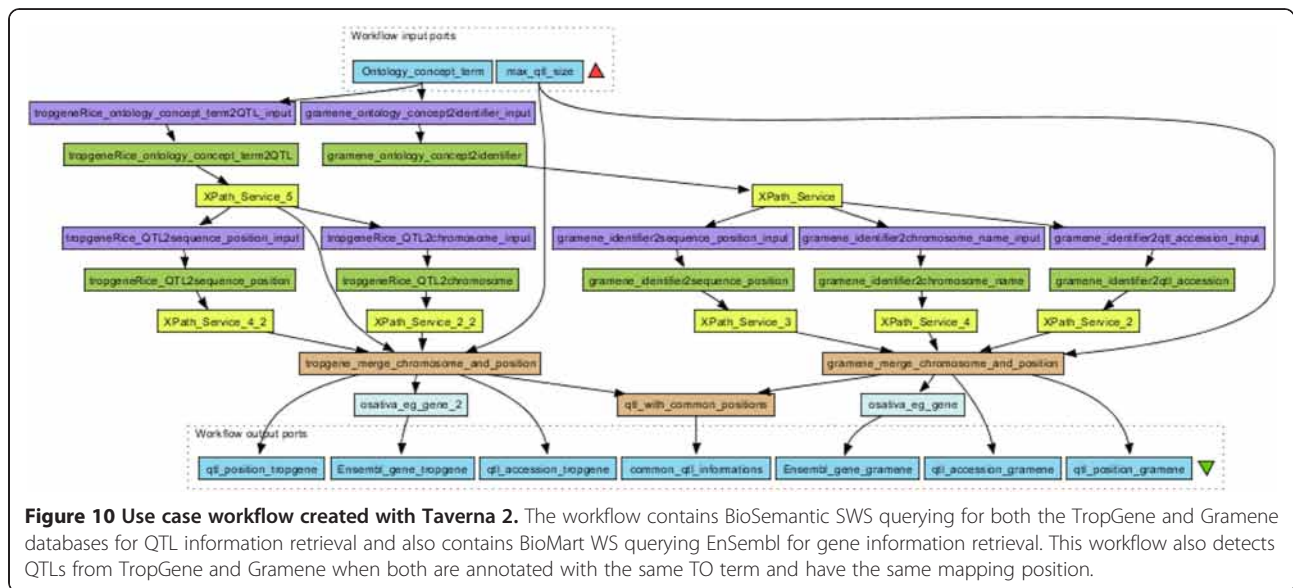 Workflow input ports
Ontology_concept_term max_qtl_size
tropgeneRice_ontology_concept_term2QTL_input gramene_ontology_concept2identifier_input
tropgeneRice_ontology_concept_term2QTL gramene_ontology_concept2identifier
XPath_Service_5 XPath_Service
tropgeneRice_QTL2sequence_position_input tropgeneRice_QTL2chromosome_input gramene_identifier2sequence_position_input gramene_identifier2chromosome_name_input gramene_identifier2qtl_accession_input
tropgeneRice_QTL2sequence_position tropgeneRice_QTL2chromosome gramene_identifier2sequence_position gramene_identifier2chromosome_name gramene_identifier2qtl_accession
XPath_Service_4_2 XPath_Service_2_2 XPath_Service_3 XPath_Service_4 XPath_Service_2
tropgene_merge_chromosome_and_position gramene_merge_chromosome_and_position
osativa_eg_gene_2 qtl_with_common_positions osativa_eg_gene
Workflow output ports
qtl_position_tropgene Ensembl_gene_tropgene qtl_accession_tropgene common_qtl_informations Ensembl_gene_gramene qtl_accession_gramene qtl_position_gramene
Figure 10 Use case workflow created with Taverna 2. The workflow contains BioSemantic SWS querying for both the TropGene and Gramene
databases for QTL information retrieval and also contains BioMart WS querying EnSembl for gene information retrieval. This workflow also detects
QTLs from TropGene and Gramene when both are annotated with the same TO term and have the same mapping position.